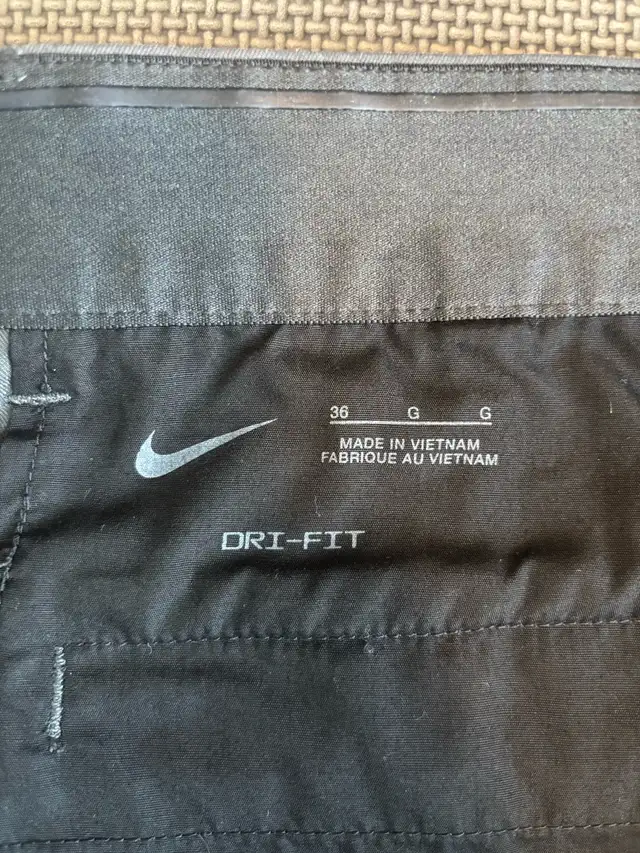 36 G G
MADE IN VIETNAM
FABRIQUE AU VIETNAM
DRI-FIT